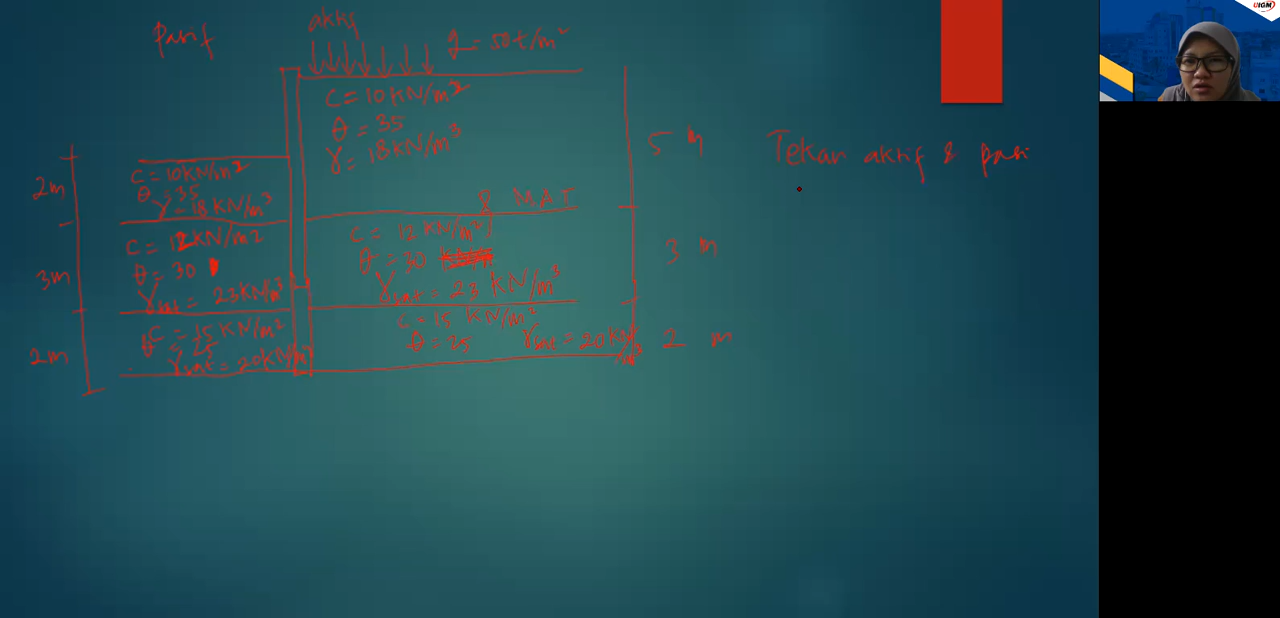 Pasif
aktif
q = 50 t/m²
C = 10 KN/m²
θ = 35
γ = 18 KN/m³
5 m
MAT
C = 12 KN/m²
θ = 30
γsat = 23 KN/m³
3 m
C = 15 KN/m²
θ = 25 γsat = 20 KN/m³
2 m
2m
C = 10 KN/m²
θ = 35
γ = 18 KN/m³
3m
C = 12 KN/m2
θ = 30
γsat = 23 KN/m³
2m
C = 15 KN/m²
θ = 25
γsat = 20 KN/m³
Tekan aktif & pasi
UIGM